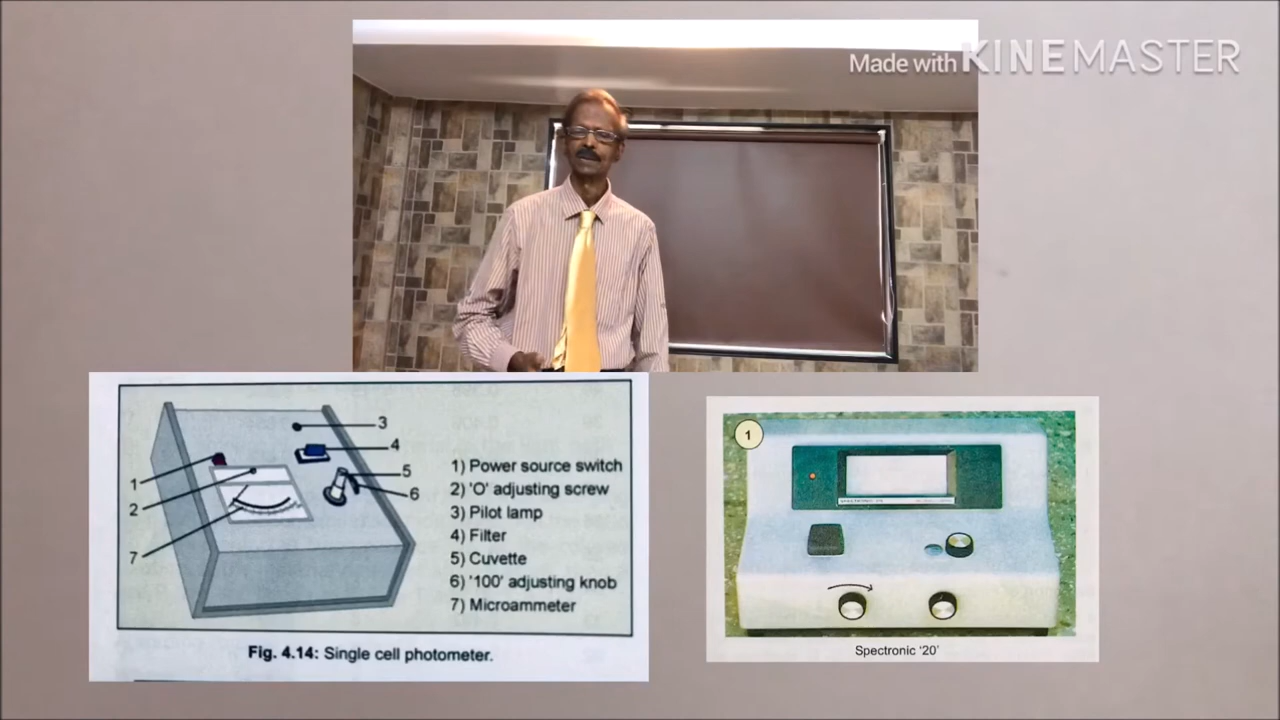 Made with KINEMASTER
3
4
5
6
1
2
7
1) Power source switch
2) 'O' adjusting screw
3) Pilot lamp
4) Filter
5) Cuvette
6) '100' adjusting knob
7) Microammeter
Fig. 4.14: Single cell photometer.
1
Spectronic '20'